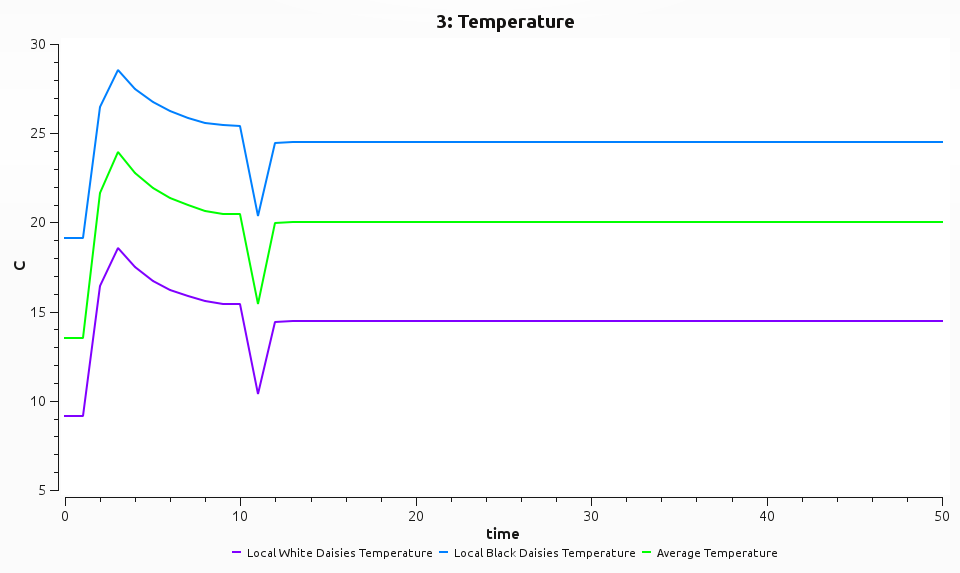 3: Temperature
30
25
20
15
10
5
C
0 10 20 30 40 50
time
Local White Daisies Temperature Local Black Daisies Temperature Average Temperature